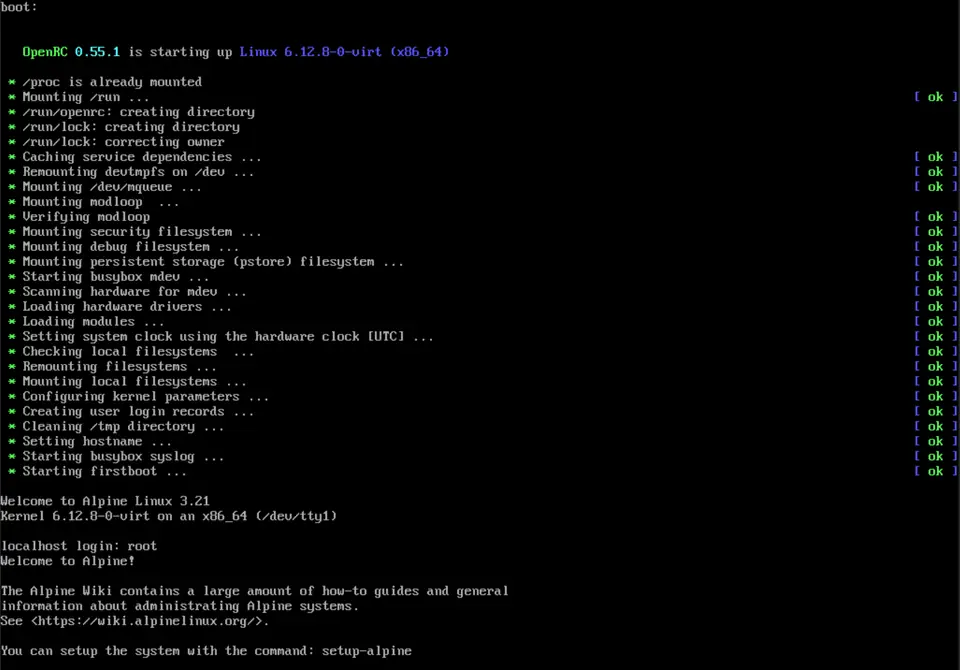 boot:
OpenRC 0.55.1 is starting up Linux 6.12.8-0-virt (x86_64)
* /proc is already mounted
* Mounting /run ... [ ok ]
* /run/openrc: creating directory
* /run/lock: creating directory
* /run/lock: correcting owner
* Caching service dependencies ... [ ok ]
* Remounting devtmpfs on /dev ... [ ok ]
* Mounting /dev/mqueue ... [ ok ]
* Mounting modloop  ...
* Verifying modloop [ ok ]
* Mounting security filesystem ... [ ok ]
* Mounting debug filesystem ... [ ok ]
* Mounting persistent storage (pstore) filesystem ... [ ok ]
* Starting busybox mdev ... [ ok ]
* Scanning hardware for mdev ... [ ok ]
* Loading hardware drivers ... [ ok ]
* Loading modules ... [ ok ]
* Setting system clock using the hardware clock [UTC] ... [ ok ]
* Checking local filesystems  ... [ ok ]
* Remounting filesystems ... [ ok ]
* Mounting local filesystems ... [ ok ]
* Configuring kernel parameters ... [ ok ]
* Creating user login records ... [ ok ]
* Cleaning /tmp directory ... [ ok ]
* Setting hostname ... [ ok ]
* Starting busybox syslog ... [ ok ]
* Starting firstboot ... [ ok ]
Welcome to Alpine Linux 3.21
Kernel 6.12.8-0-virt on an x86_64 (/dev/tty1)
localhost login: root
Welcome to Alpine!
The Alpine Wiki contains a large amount of how-to guides and general
information about administrating Alpine systems.
See <https://wiki.alpinelinux.org/>.
You can setup the system with the command: setup-alpine